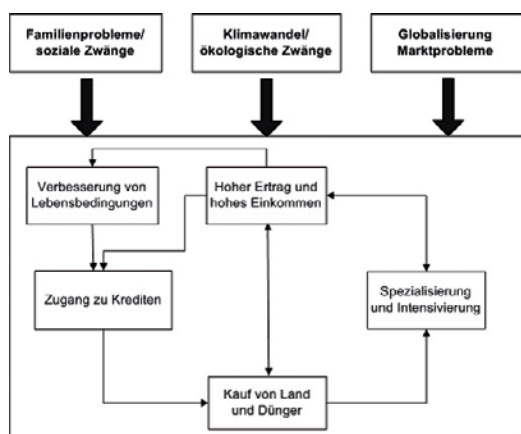 Familienprobleme/
soziale Zwänge
Klimawandel/
ökologische Zwänge
Globalisierung
Marktprobleme
Verbesserung von
Lebensbedingungen
Hoher Ertrag und
hohes Einkommen
Zugang zu Krediten
Spezialisierung
und Intensivierung
Kauf von Land
und Dünger